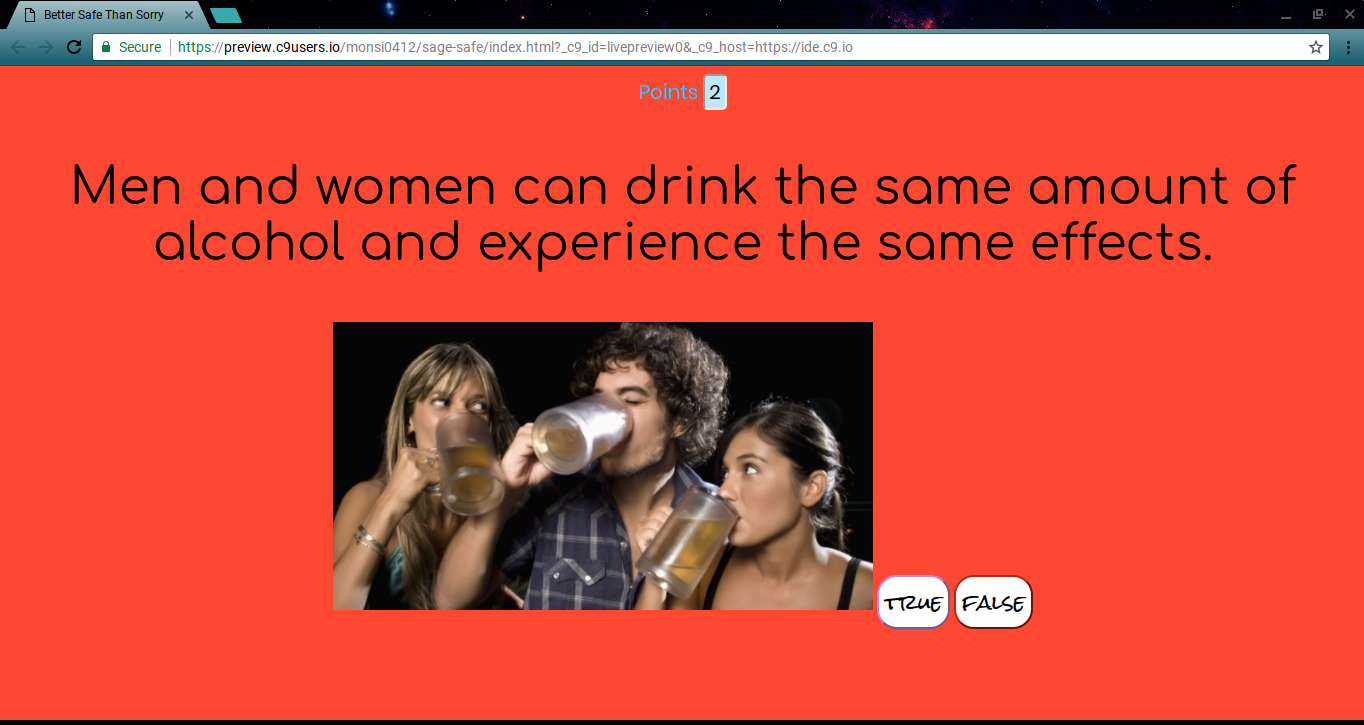 Better Safe Than Sorry
Secure https://preview.c9users.io/monsi0412/sage-safe/index.html?_c9_id=livepreview0&_c9_host=https://ide.c9.io
Points 2
Men and women can drink the same amount of
alcohol and experience the same effects.
TRUE FALSE